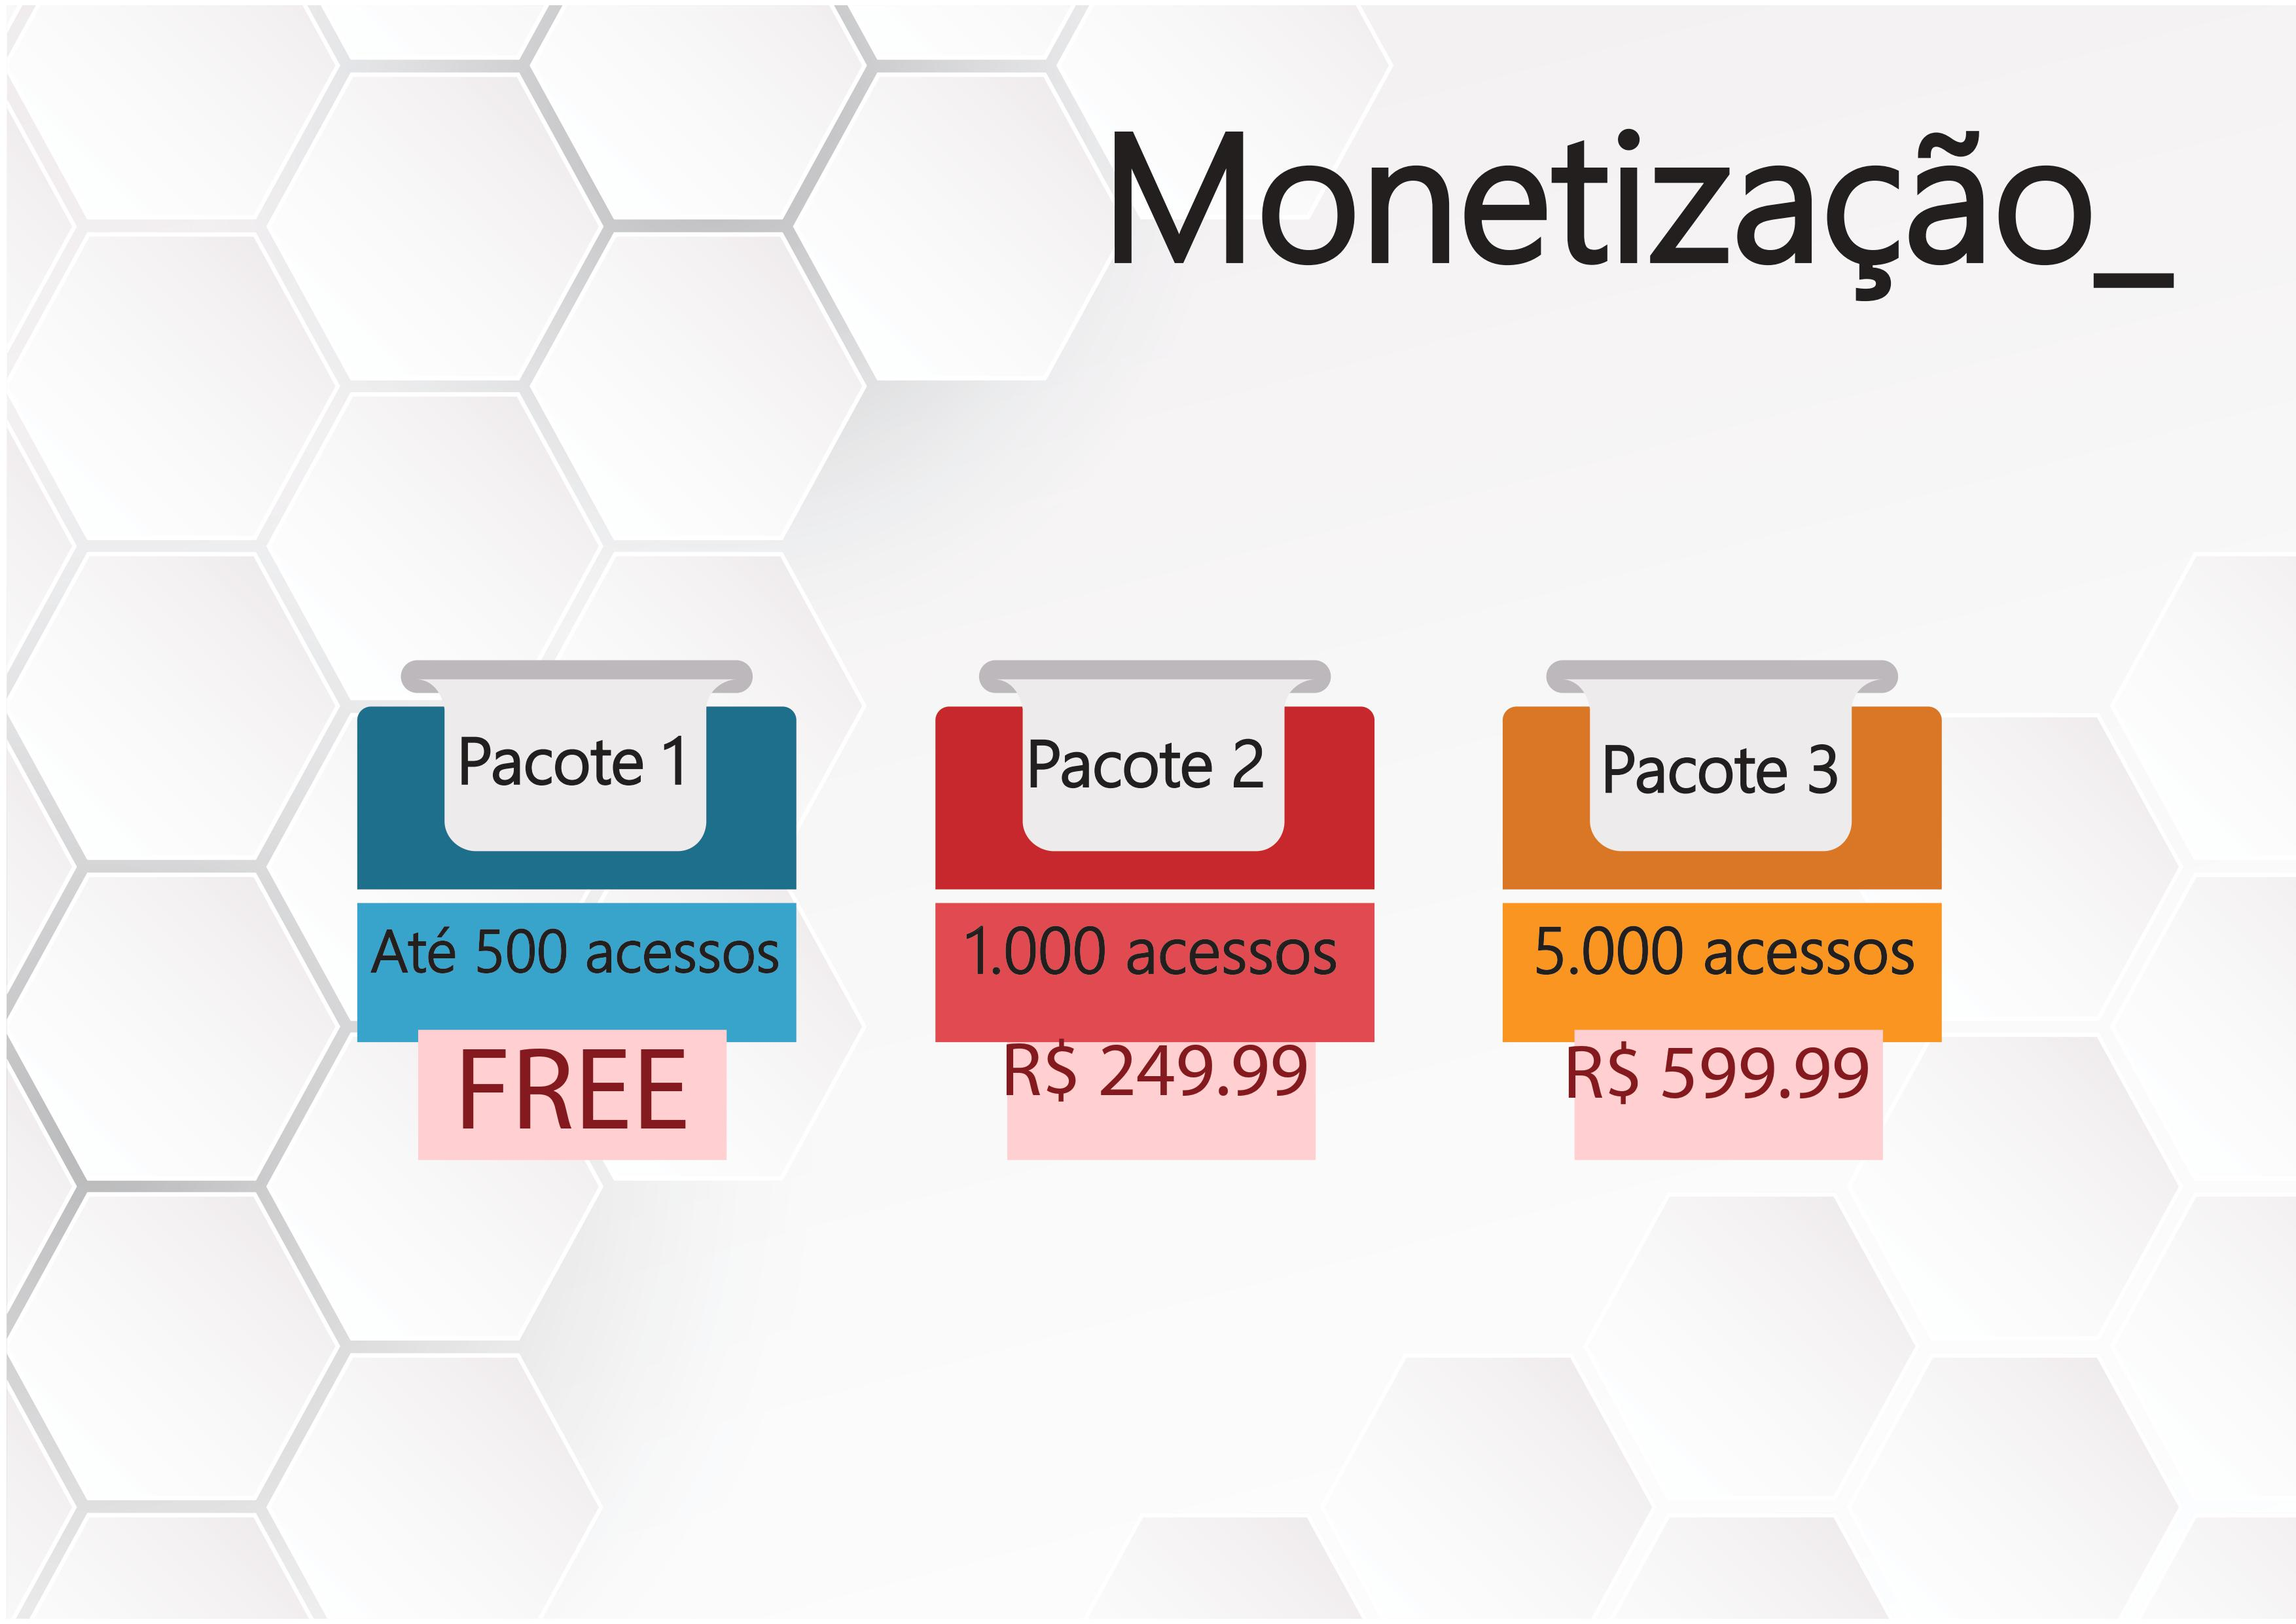 Monetização_
Pacote 1
Até 500 acessos
FREE
Pacote 2
1.000 acessos
R$ 249.99
Pacote 3
5.000 acessos
R$ 599.99